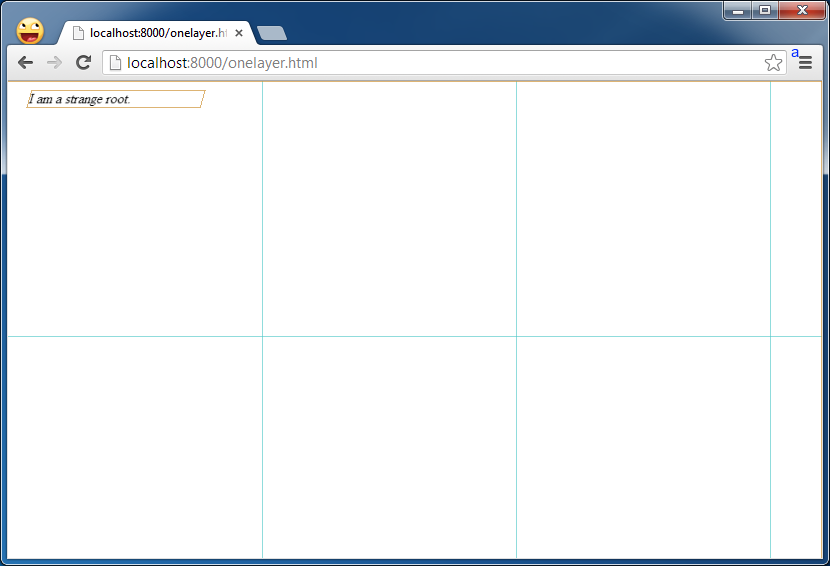 localhost:8000/onelayer.ht
localhost:8000/onelayer.html
a
I am a strange root.